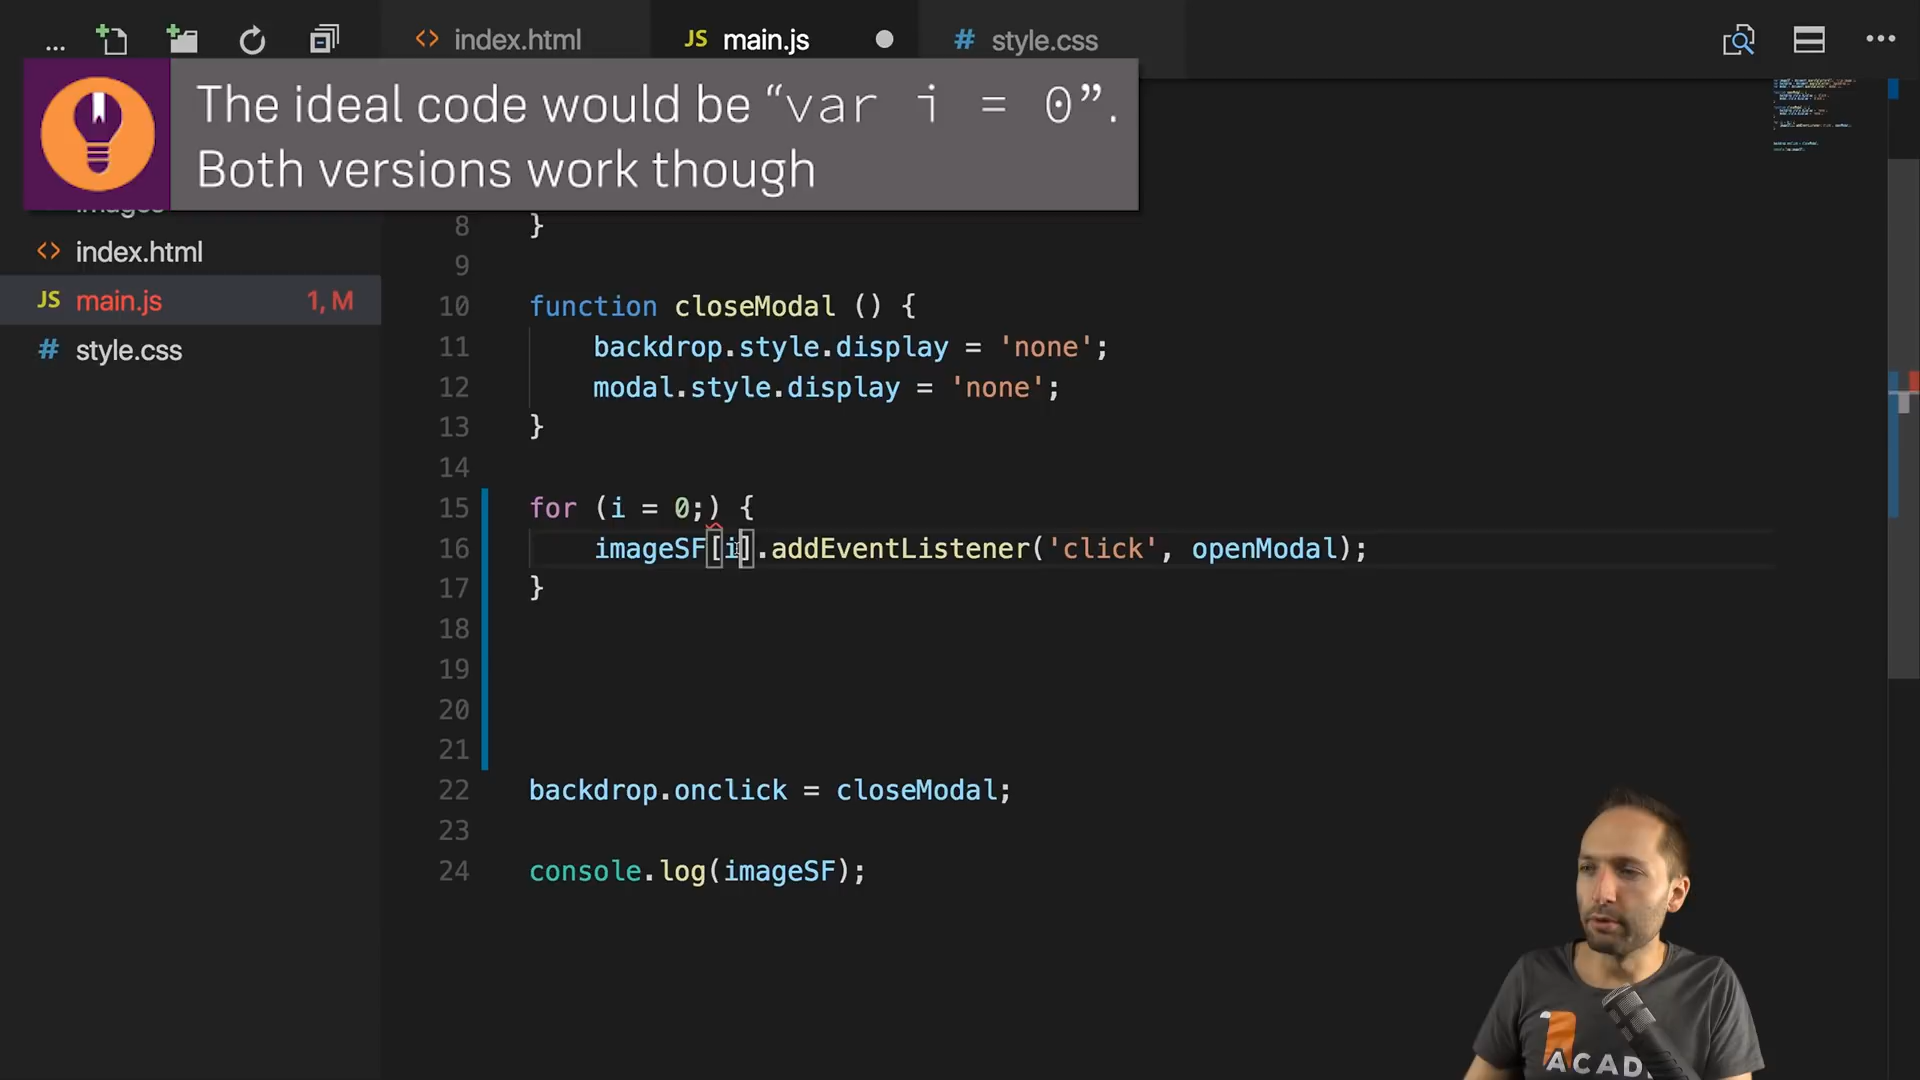 index.html
JS main.js
# style.css
The ideal code would be “var i = 0”.
Both versions work though
images
index.html
JS main.js 1, M
# style.css
8 }
9
10 function closeModal () {
11 backdrop.style.display = 'none';
12 modal.style.display = 'none';
13 }
14
15 for (i = 0;) {
16 imageSF[i].addEventListener('click', openModal);
17 }
18
19
20
21
22 backdrop.onclick = closeModal;
23
24 console.log(imageSF);